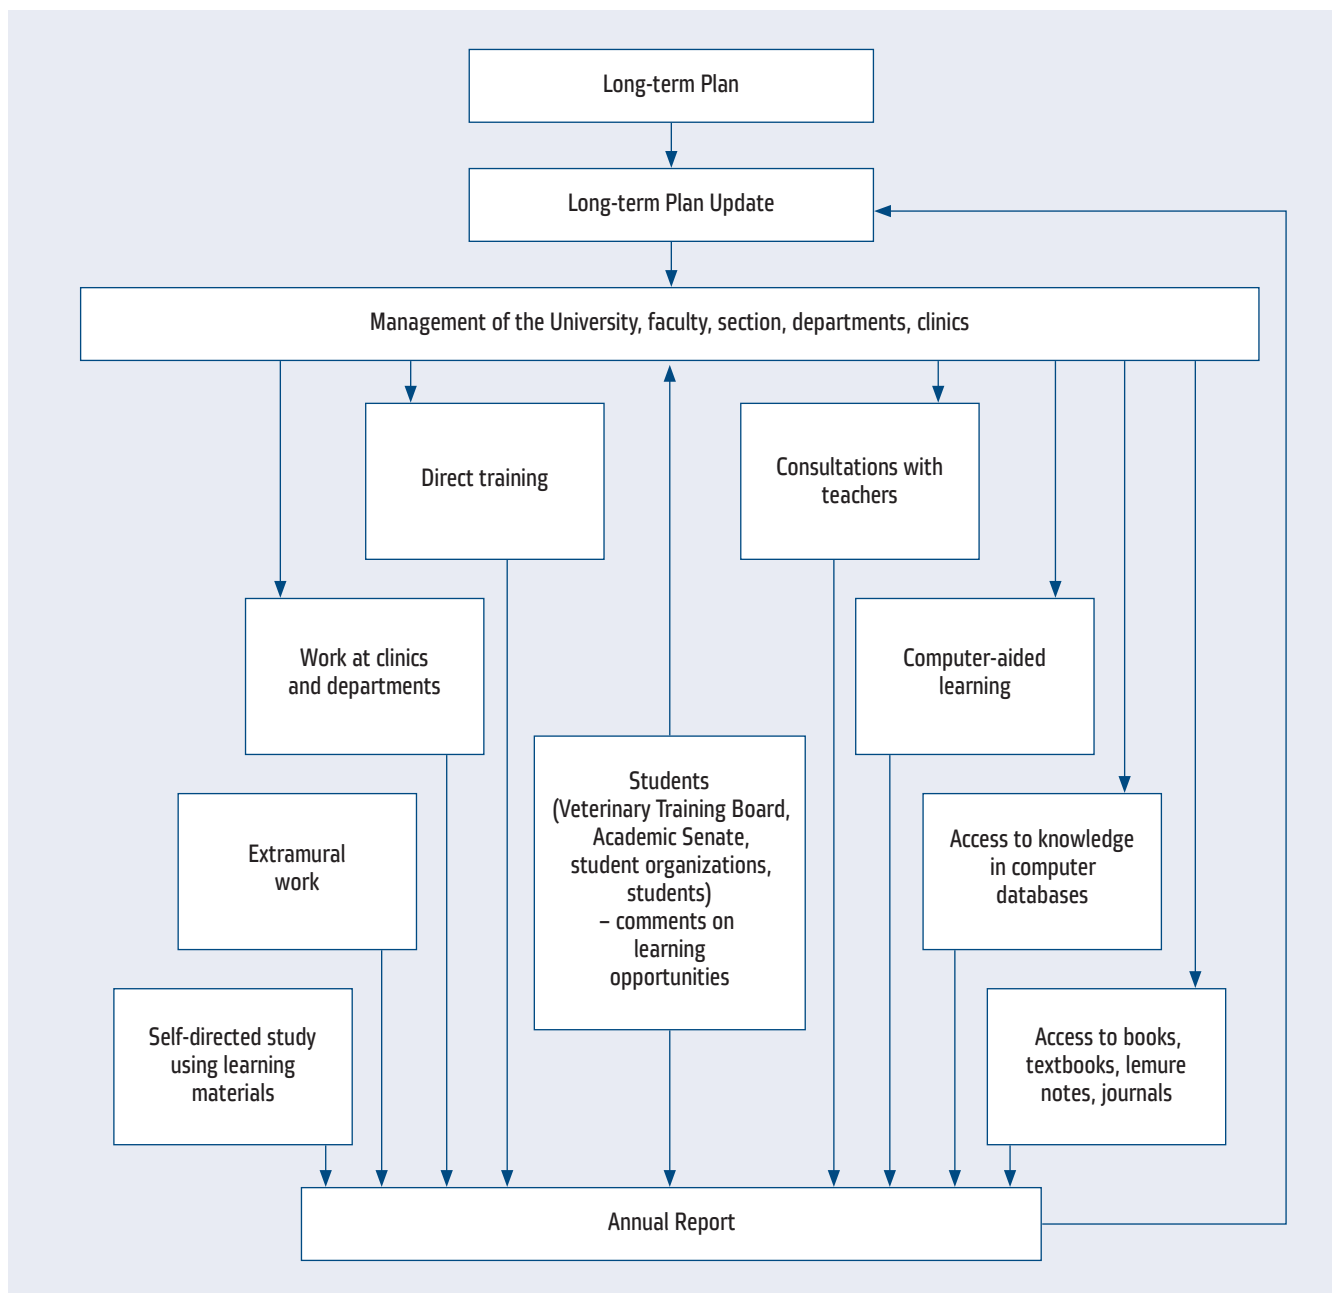 Long-term Plan
Long-term Plan Update
Management of the University, faculty, section, departments, clinics
Direct training
Consultations with
teachers
Work at clinics
and departments
Computer-aided
learning
Students
(Veterinary Training Board,
Academic Senate,
student organizations,
students)
– comments on
learning
opportunities
Extramural
work
Access to knowledge
in computer
databases
Self-directed study
using learning
materials
Access to books,
textbooks, lemure
notes, journals
Annual Report